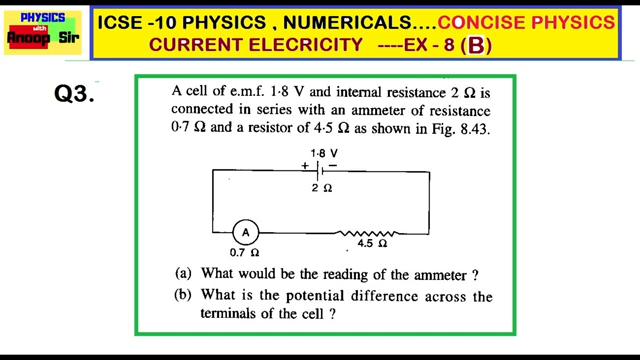 PHYSICS
with
Anoop Sir
ICSE -10 PHYSICS , NUMERICALS....CONCISE PHYSICS
CURRENT ELECRICITY ----EX - 8 (B)
Q3.
A cell of e.m.f. 1·8 V and internal resistance 2 Ω is
connected in series with an ammeter of resistance
0·7 Ω and a resistor of 4·5 Ω as shown in Fig. 8.43.
1·8 V
+ −
2 Ω
A
0.7 Ω
4.5 Ω
(a) What would be the reading of the ammeter ?
(b) What is the potential difference across the
terminals of the cell ?